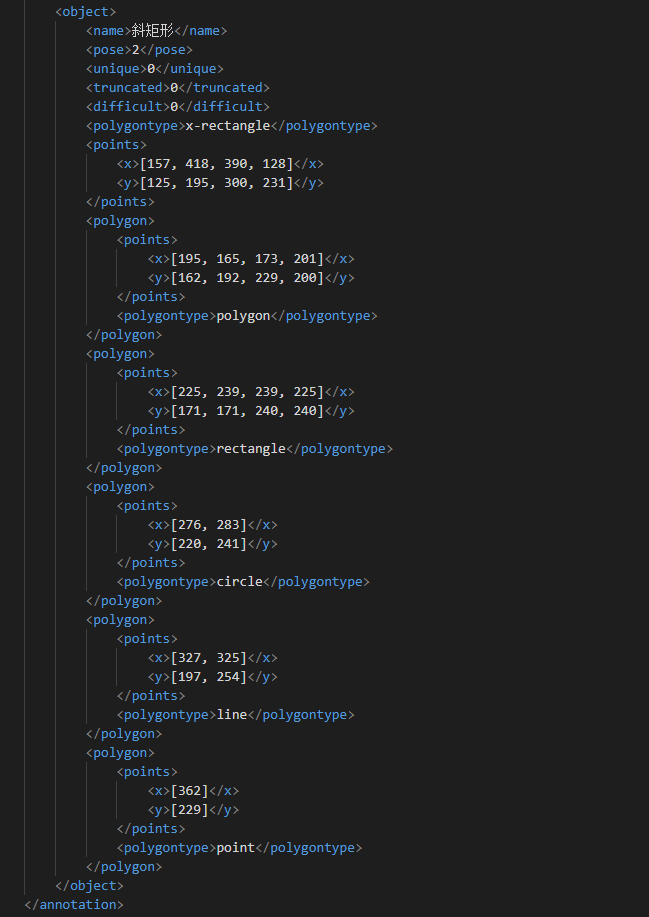 <object>
<name>斜矩形</name>
<pose>2</pose>
<unique>0</unique>
<truncated>0</truncated>
<difficult>0</difficult>
<polygontype>x-rectangle</polygontype>
<points>
<x>[157, 418, 390, 128]</x>
<y>[125, 195, 300, 231]</y>
</points>
<polygon>
<points>
<x>[195, 165, 173, 201]</x>
<y>[162, 192, 229, 200]</y>
</points>
<polygontype>polygon</polygontype>
</polygon>
<polygon>
<points>
<x>[225, 239, 239, 225]</x>
<y>[171, 171, 240, 240]</y>
</points>
<polygontype>rectangle</polygontype>
</polygon>
<polygon>
<points>
<x>[276, 283]</x>
<y>[220, 241]</y>
</points>
<polygontype>circle</polygontype>
</polygon>
<polygon>
<points>
<x>[327, 325]</x>
<y>[197, 254]</y>
</points>
<polygontype>line</polygontype>
</polygon>
<polygon>
<points>
<x>[362]</x>
<y>[229]</y>
</points>
<polygontype>point</polygontype>
</polygon>
</object>
</annotation>